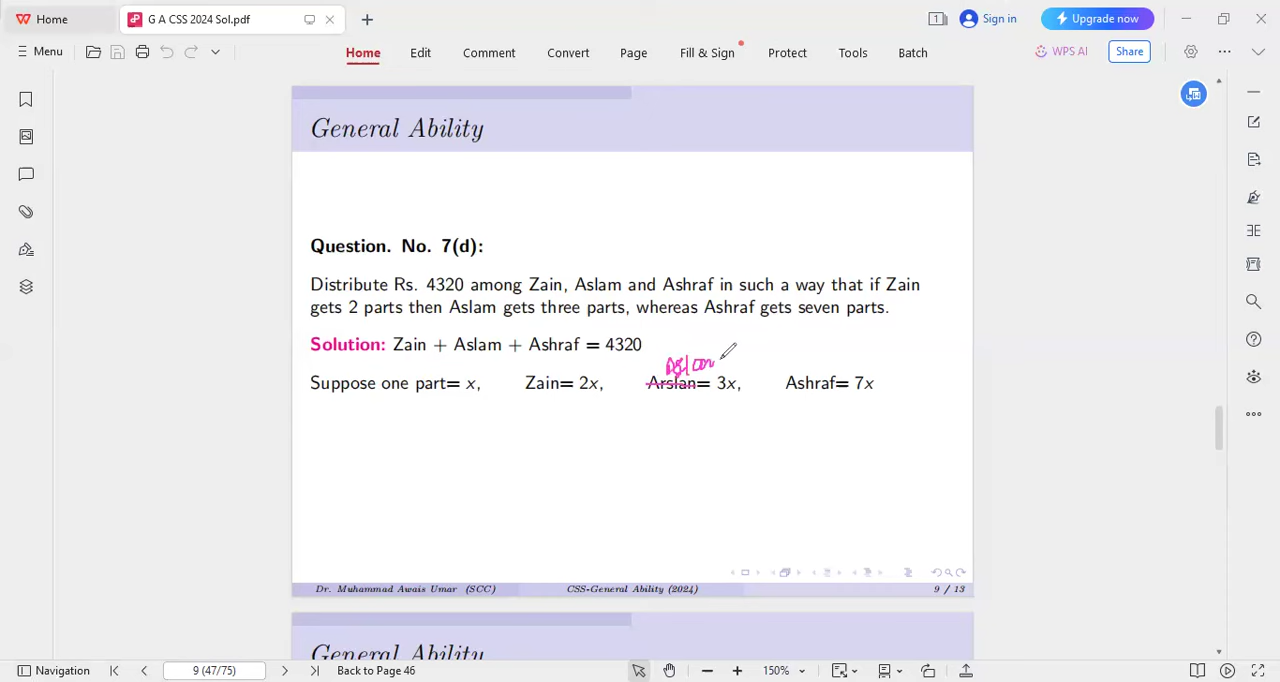 Home
G A CSS 2024 Sol.pdf
1
Sign in
Upgrade now
Menu
Home
Edit
Comment
Convert
Page
Fill & Sign
Protect
Tools
Batch
WPS AI
Share
General Ability
Question. No. 7(d):
Distribute Rs. 4320 among Zain, Aslam and Ashraf in such a way that if Zain
gets 2 parts then Aslam gets three parts, whereas Ashraf gets seven parts.
Solution: Zain + Aslam + Ashraf = 4320
Suppose one part= x, Zain= 2x, Arslan= 3x, Ashraf= 7x
Dr. Muhammad Awais Umar (SCC)
CSS-General Ability (2024)
9 / 13
General Ability
Navigation
9 (47/75)
Back to Page 46
150%